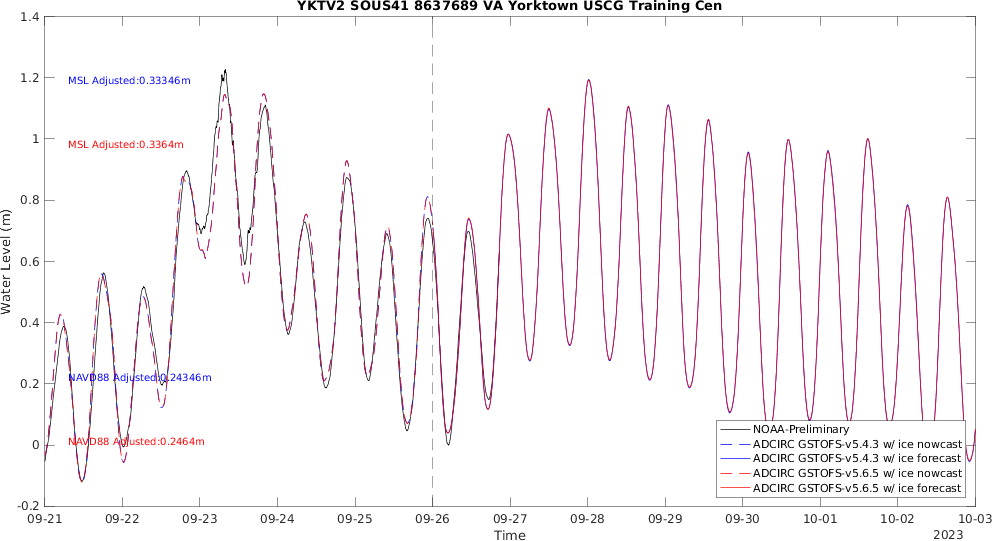 YKTV2 SOUS41 8637689 VA Yorktown USCG Training Cen
1.4
1.2
1
0.8
0.6
0.4
0.2
0
-0.2
Water Level (m)
MSL Adjusted:0.33346m
MSL Adjusted:0.3364m
NAVD88 Adjusted:0.24346m
NAVD88 Adjusted:0.2464m
NOAA-Preliminary
ADCIRC GSTOFS-v5.4.3 w/ ice nowcast
ADCIRC GSTOFS-v5.4.3 w/ ice forecast
ADCIRC GSTOFS-v5.6.5 w/ ice nowcast
ADCIRC GSTOFS-v5.6.5 w/ ice forecast
09-21 09-22 09-23 09-24 09-25 09-26 09-27 09-28 09-29 09-30 10-01 10-02 10-03
Time
2023